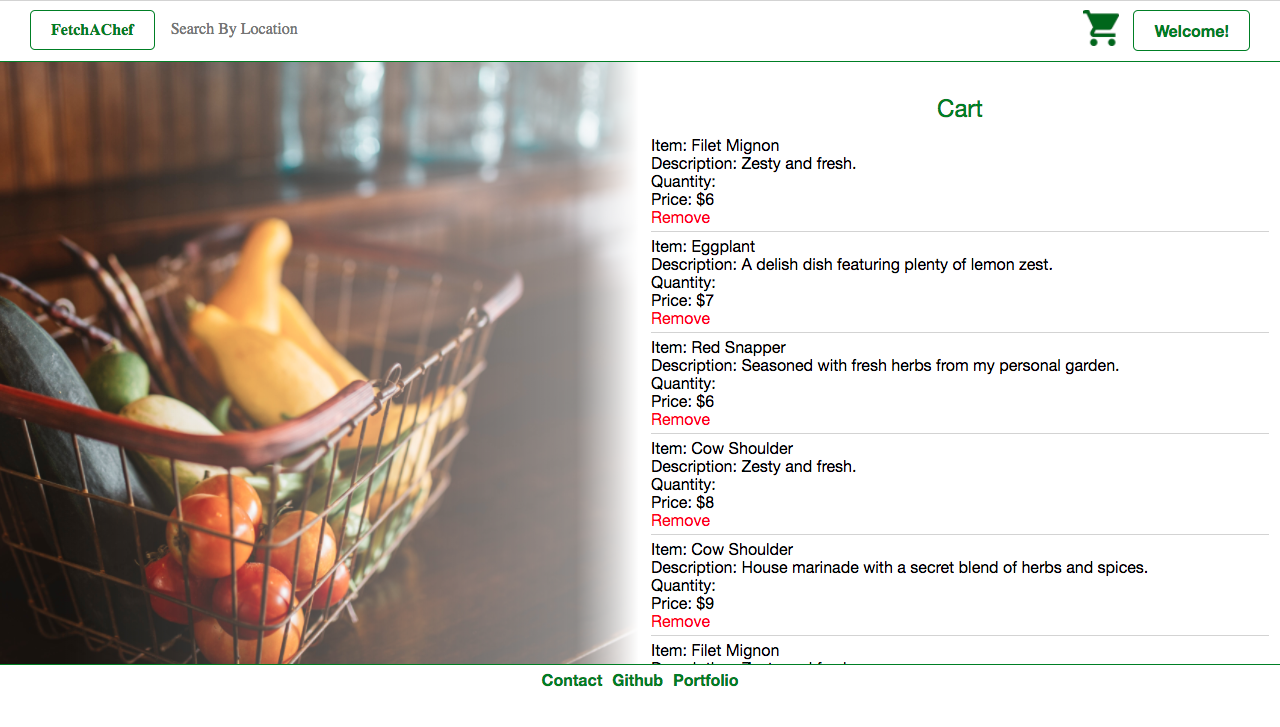 FetchAChef
Search By Location
Welcome!
Cart
Item: Filet Mignon
Description: Zesty and fresh.
Quantity:
Price: $6
Remove
Item: Eggplant
Description: A delish dish featuring plenty of lemon zest.
Quantity:
Price: $7
Remove
Item: Red Snapper
Description: Seasoned with fresh herbs from my personal garden.
Quantity:
Price: $6
Remove
Item: Cow Shoulder
Description: Zesty and fresh.
Quantity:
Price: $8
Remove
Item: Cow Shoulder
Description: House marinade with a secret blend of herbs and spices.
Quantity:
Price: $9
Remove
Item: Filet Mignon
Contact Github Portfolio